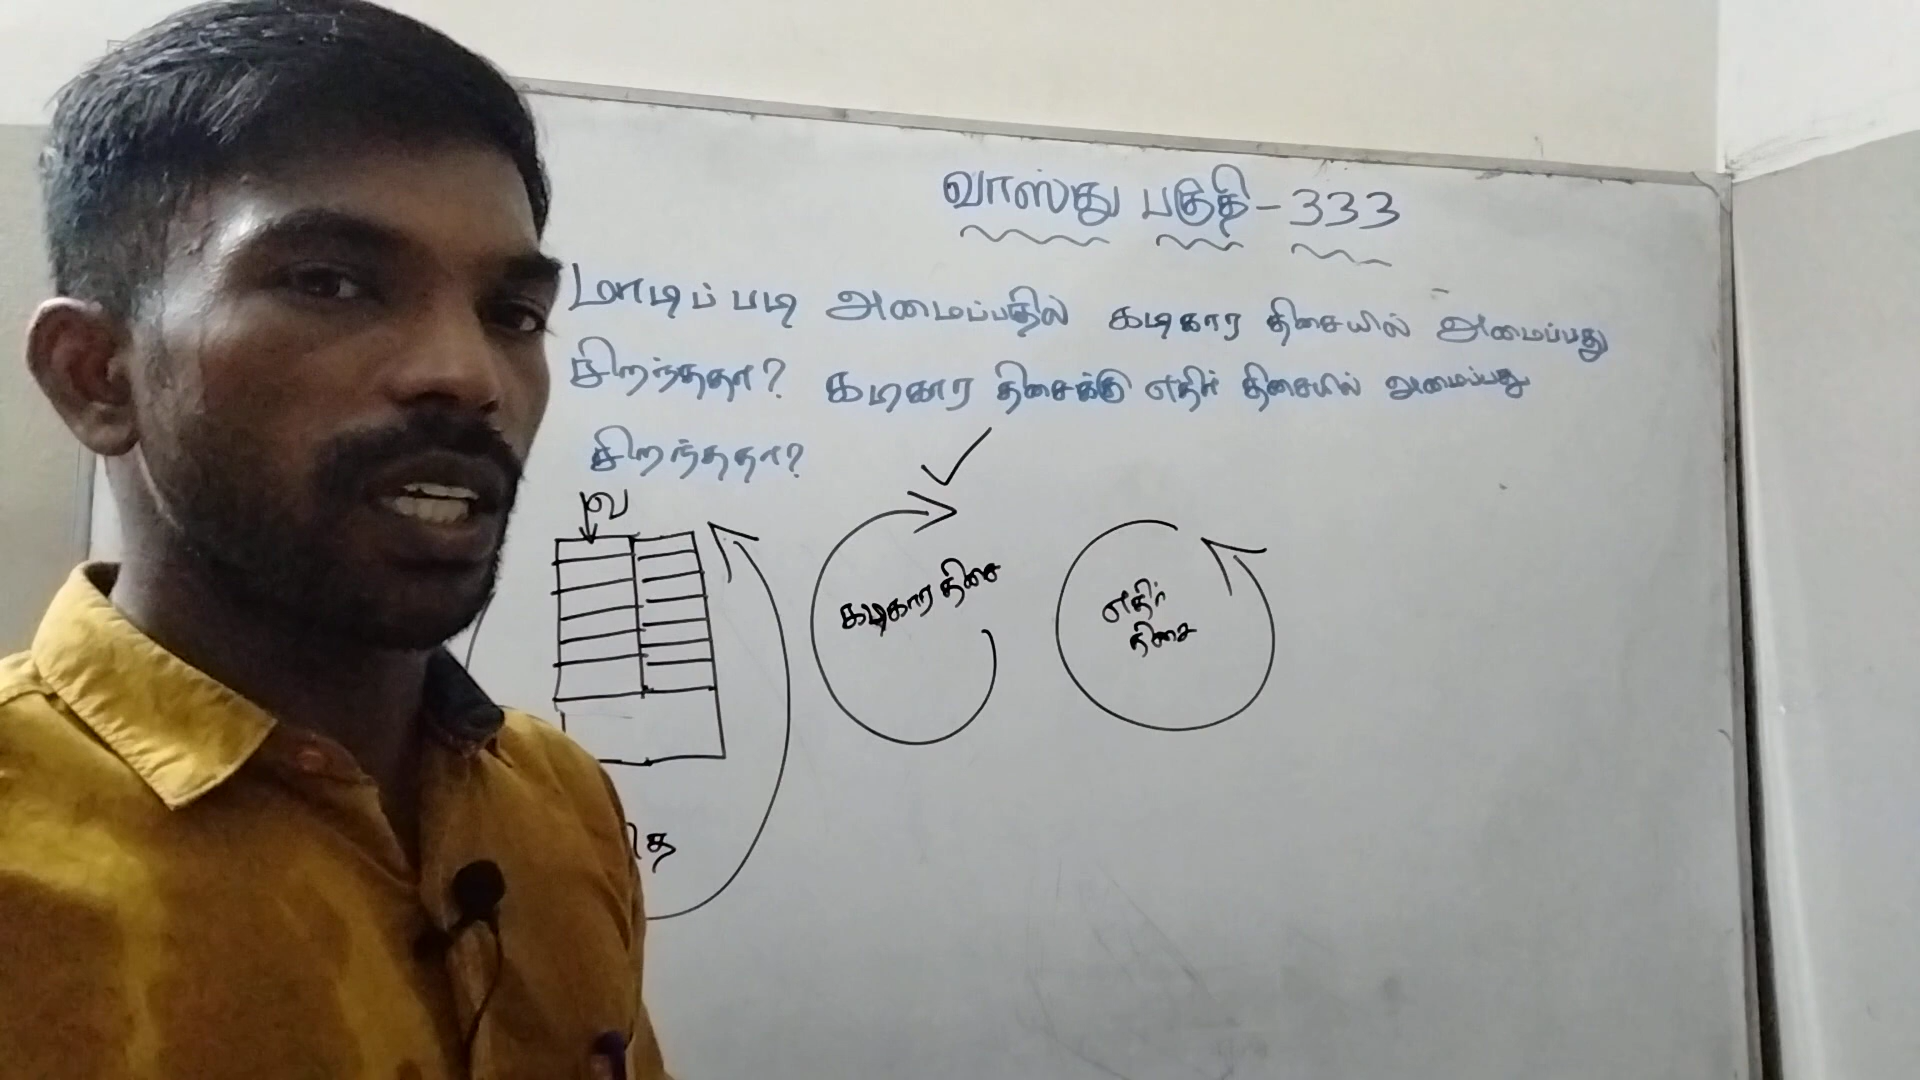 வாஸ்து பகுதி - 333
மாடிப்படி அமைப்பதில் கடிகார திசையில் அமைப்பது
சிறந்ததா? கடிகார திசைக்கு எதிர் திசையில் அமைப்பது
சிறந்ததா?
வ
கடிகார திசை
எதிர்
திசை